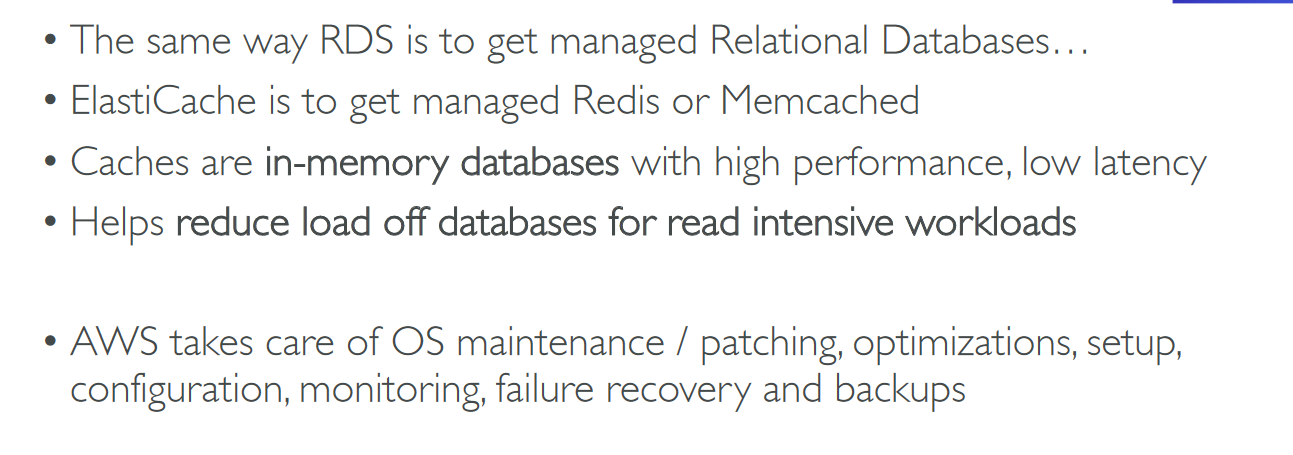 • The same way RDS is to get managed Relational Databases…
• ElastiCache is to get managed Redis or Memcached
• Caches are in-memory databases with high performance, low latency
• Helps reduce load off databases for read intensive workloads
• AWS takes care of OS maintenance / patching, optimizations, setup,
configuration, monitoring, failure recovery and backups